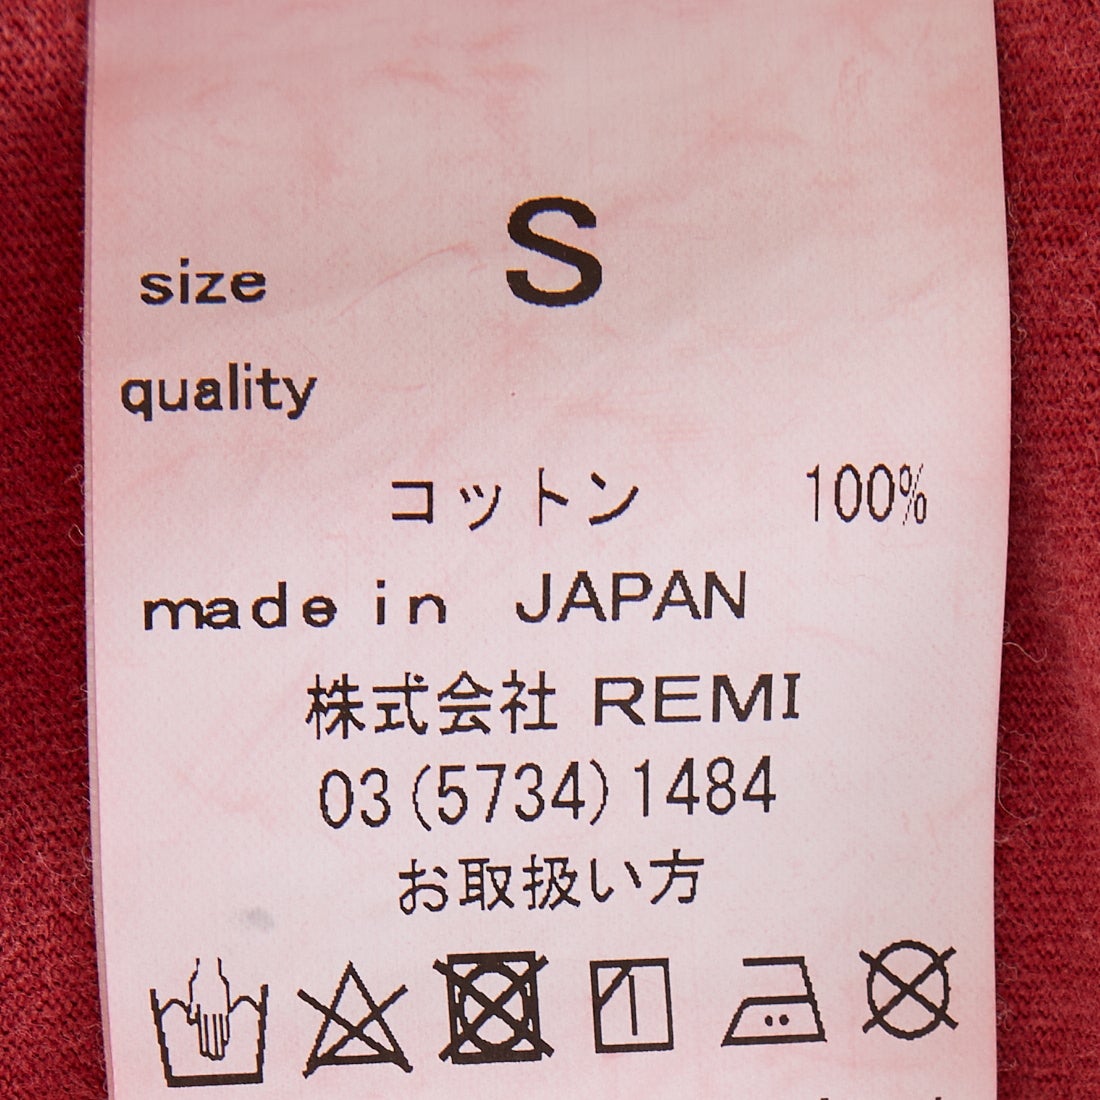 size S
quality
コットン 100%
made in JAPAN
株式会社 REMI
03(5734)1484
お取扱い方